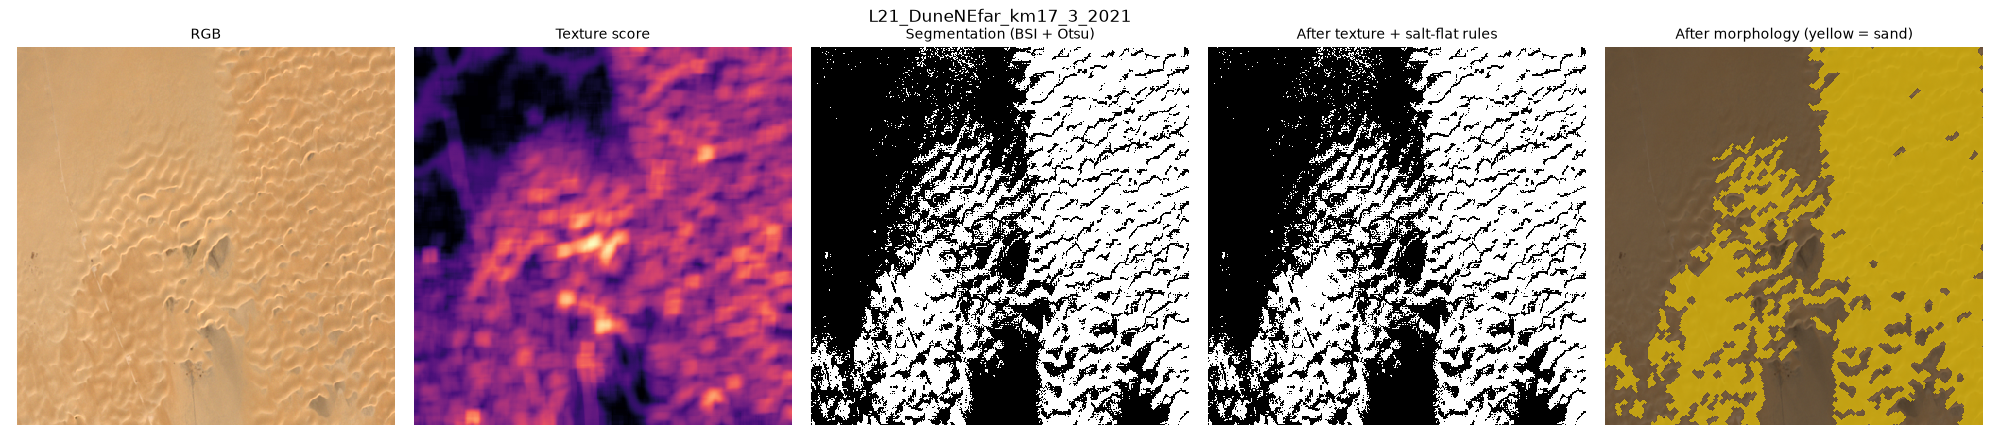 L21_DuneNEfar_km17_3_2021
RGB
Texture score
Segmentation (BSI + Otsu)
After texture + salt-flat rules
After morphology (yellow = sand)